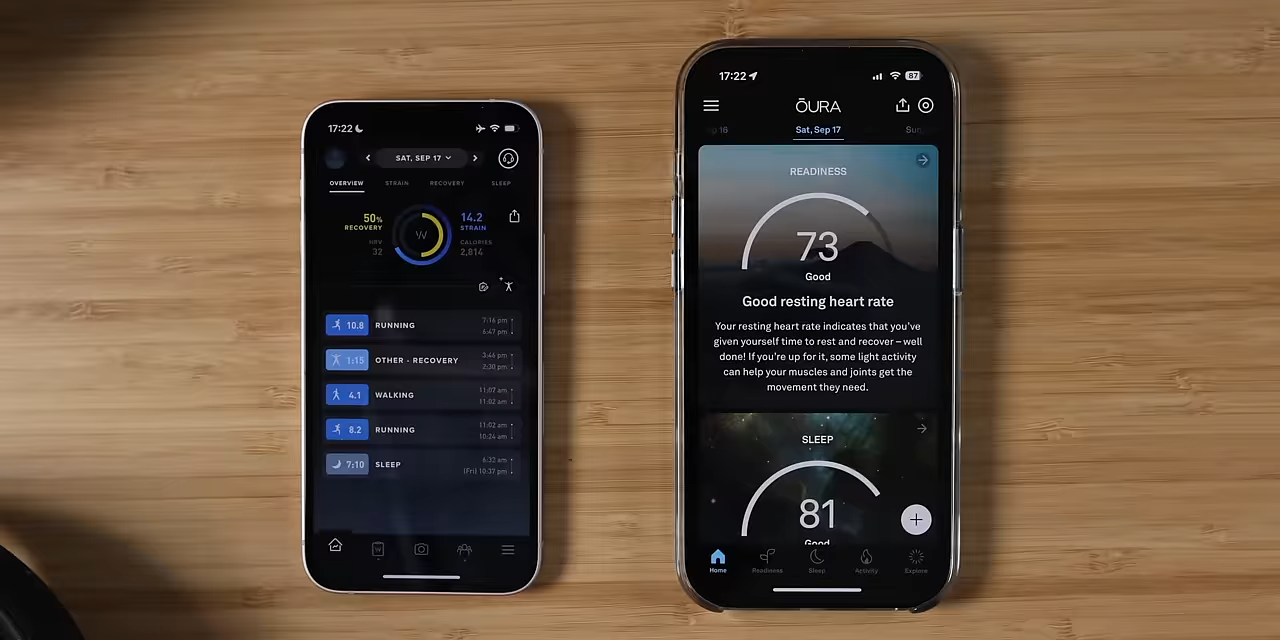 17:22
SAT, SEP 17
OVERVIEW STRAIN RECOVERY SLEEP
50% RECOVERY
HRV
32
W
14.2
STRAIN
CALORIES
2,814
10.8 RUNNING 7:16 pm
6:47 pm
1:15 OTHER - RECOVERY 3:46 pm
2:30 pm
4.1 WALKING 11:07 am
11:02 am
8.2 RUNNING 11:02 am
10:24 am
7:10 SLEEP 6:32 am
(Fri) 10:37 pm
17:22 87
ŌURA
16 Sat, Sep 17 Sun
READINESS
73
Good
Good resting heart rate
Your resting heart rate indicates that you've
given yourself time to rest and recover – well
done! If you're up for it, some light activity
can help your muscles and joints get the
movement they need.
SLEEP
81
Good
Home Readiness Sleep Activity Explore